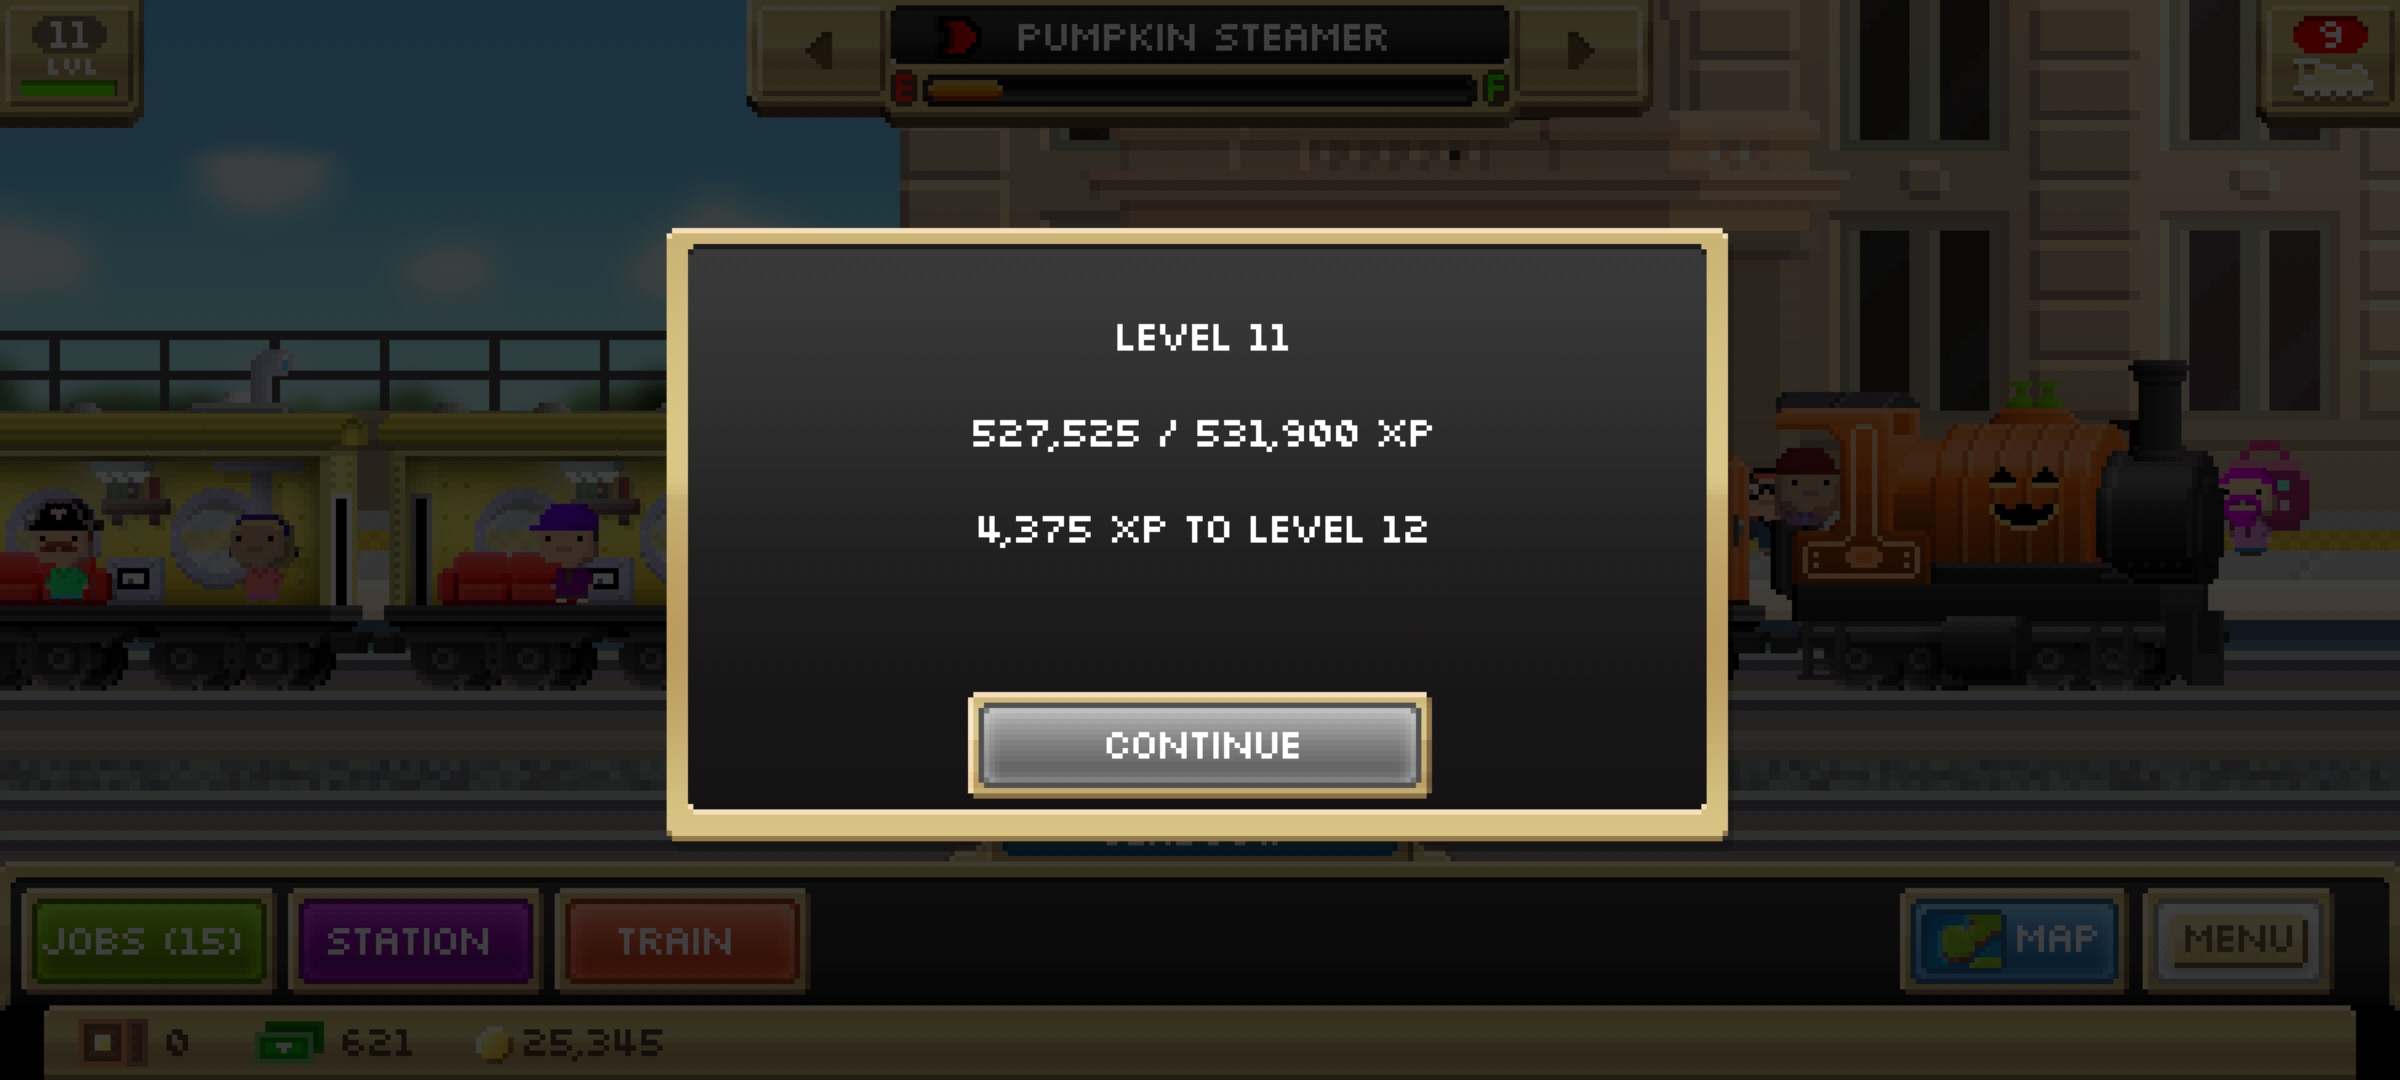 11
LVL
PUMPKIN STEAMER
E F
9
LEVEL 11
527,525 / 531,900 XP
4,375 XP TO LEVEL 12
CONTINUE
JOBS (15) STATION TRAIN MAP MENU
0 621 25,345